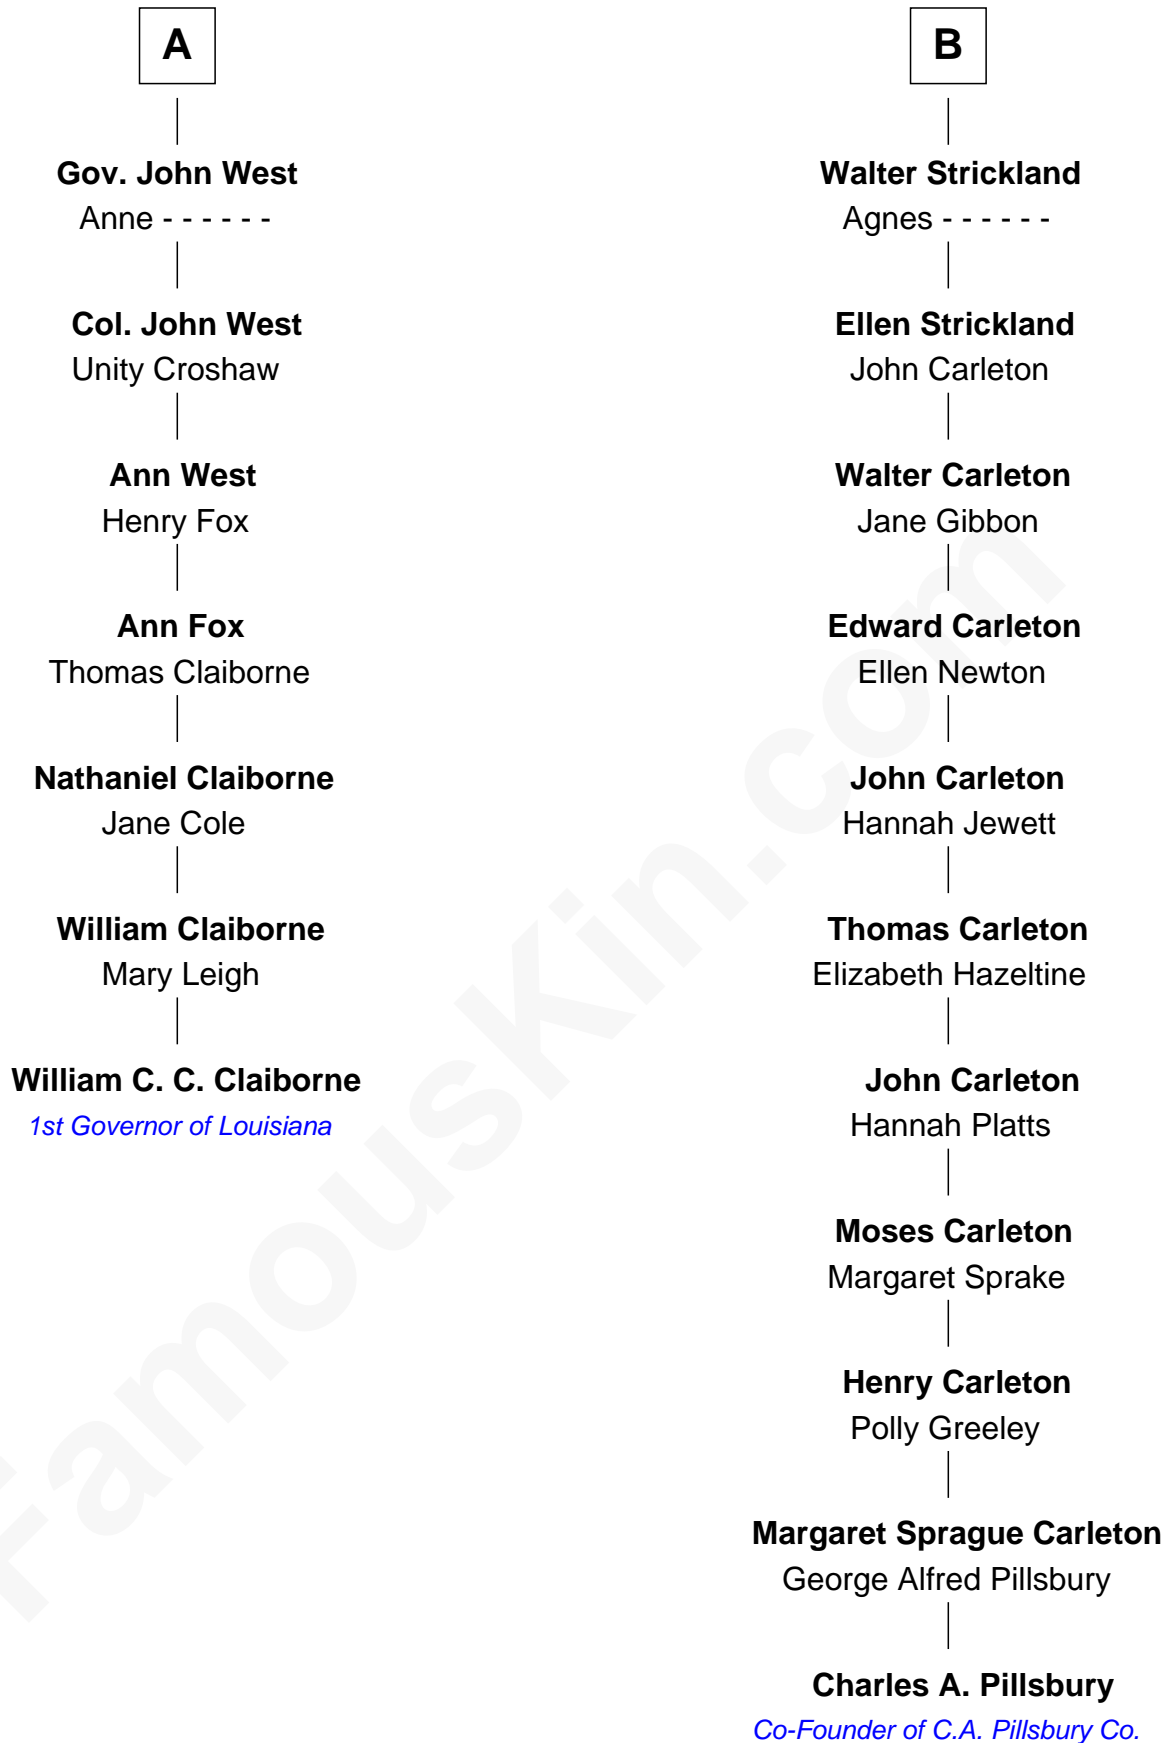 A
Gov. John West
Anne - - - - - -
Col. John West
Unity Croshaw
Ann West
Henry Fox
Ann Fox
Thomas Claiborne
Nathaniel Claiborne
Jane Cole
William Claiborne
Mary Leigh
William C. C. Claiborne
1st Governor of Louisiana
B
Walter Strickland
Agnes - - - - - -
Ellen Strickland
John Carleton
Walter Carleton
Jane Gibbon
Edward Carleton
Ellen Newton
John Carleton
Hannah Jewett
Thomas Carleton
Elizabeth Hazeltine
John Carleton
Hannah Platts
Moses Carleton
Margaret Sprake
Henry Carleton
Polly Greeley
Margaret Sprague Carleton
George Alfred Pillsbury
Charles A. Pillsbury
Co-Founder of C.A. Pillsbury Co.
FamousKin.com